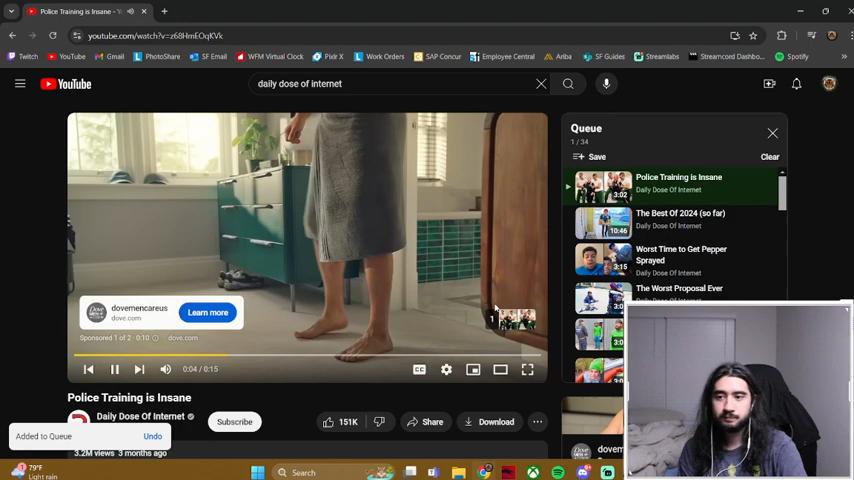 Police Training is Insane - Y
youtube.com/watch?v=z68HmEOqKVk
Twitch YouTube Gmail PhotoShare SF Email WFM Virtual Clock Pixlr X Work Orders SAP Concur Employee Central Ariba SF Guides Streamlabs Streamcord Dashbo... Spotify
YouTube
daily dose of internet
Queue
1 / 34
Save
Clear
Police Training is Insane
Daily Dose Of Internet
3:02
The Best Of 2024 (so far)
Daily Dose Of Internet
10:46
Worst Time to Get Pepper
Sprayed
Daily Dose Of Internet
3:15
The Worst Proposal Ever
dovemencareus
dove.com
Learn more
1
Sponsored 1 of 2 · 0:10
dove.com
0:04 / 0:15
Police Training is Insane
Daily Dose Of Internet
Subscribe
151K
Share
Download
Added to Queue
Undo
3.2M views 3 months ago
79°F
Light rain
Search